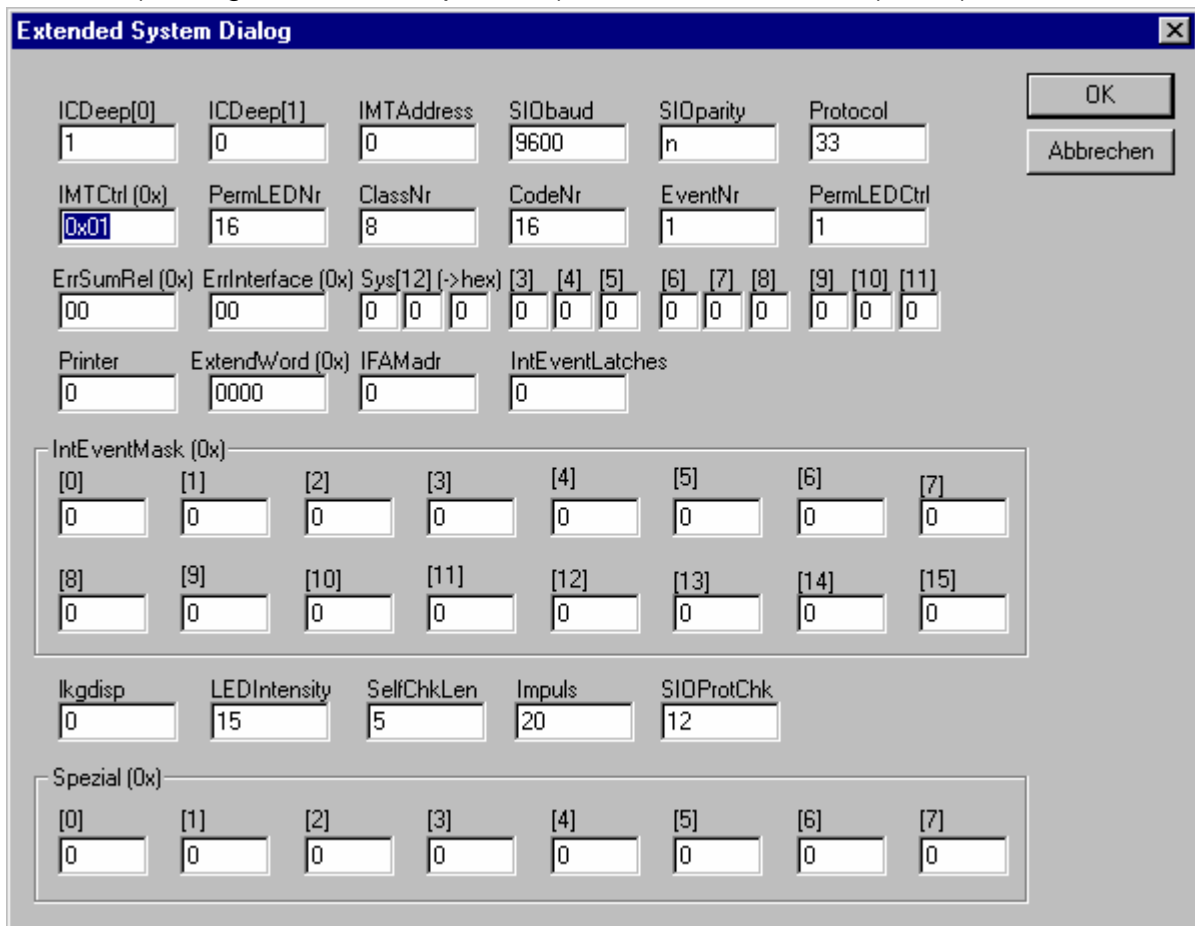 Extended System Dialog
OK
Abbrechen
ICDeep[0] ICDeep[1] IMTAddress SIObaud SIOparity Protocol
1 0 0 9600 n 33
IMTCtrl (0x) PermLEDNr ClassNr CodeNr EventNr PermLEDCtrl
0x01 16 8 16 1 1
ErrSumRel (0x) ErrInterface (0x) Sys[12] (->hex) [3] [4] [5] [6] [7] [8] [9] [10] [11]
00 00 0 0 0 0 0 0 0 0 0 0 0 0
Printer ExtendWord (0x) IFAMadr IntEventLatches
0 0000 0 0
IntEventMask (0x)
[0] [1] [2] [3] [4] [5] [6] [7]
0 0 0 0 0 0 0 0
[8] [9] [10] [11] [12] [13] [14] [15]
0 0 0 0 0 0 0 0
lkgdisp LEDIntensity SelfChkLen Impuls SIOProtChk
0 15 5 20 12
Spezial (0x)
[0] [1] [2] [3] [4] [5] [6] [7]
0 0 0 0 0 0 0 0